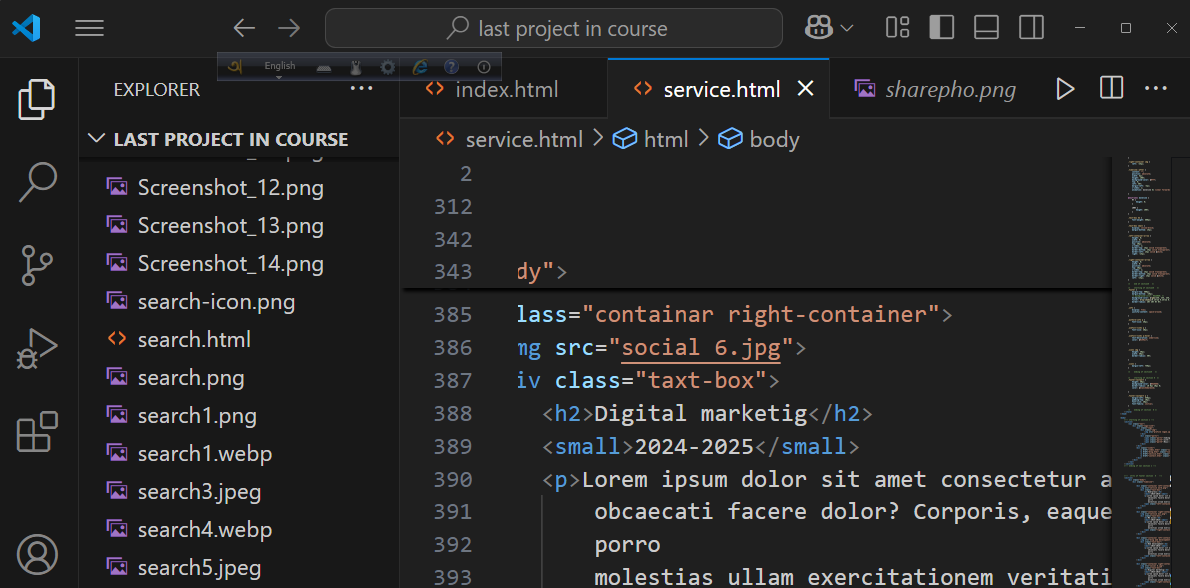 last project in course
অ English
EXPLORER
index.html
service.html
sharepho.png
LAST PROJECT IN COURSE
service.html > html > body
Screenshot_12.png
Screenshot_13.png
Screenshot_14.png
search-icon.png
search.html
search.png
search1.png
search1.webp
search3.jpeg
search4.webp
search5.jpeg
2
312
342
343 dy">
385 lass="containar right-container">
386 mg src="social 6.jpg">
387 iv class="taxt-box">
388 <h2>Digital marketig</h2>
389 <small>2024-2025</small>
390 <p>Lorem ipsum dolor sit amet consectetur a
391 obcaecati facere dolor? Corporis, eaque
392 porro
393 molestias ullam exercitationem veritati